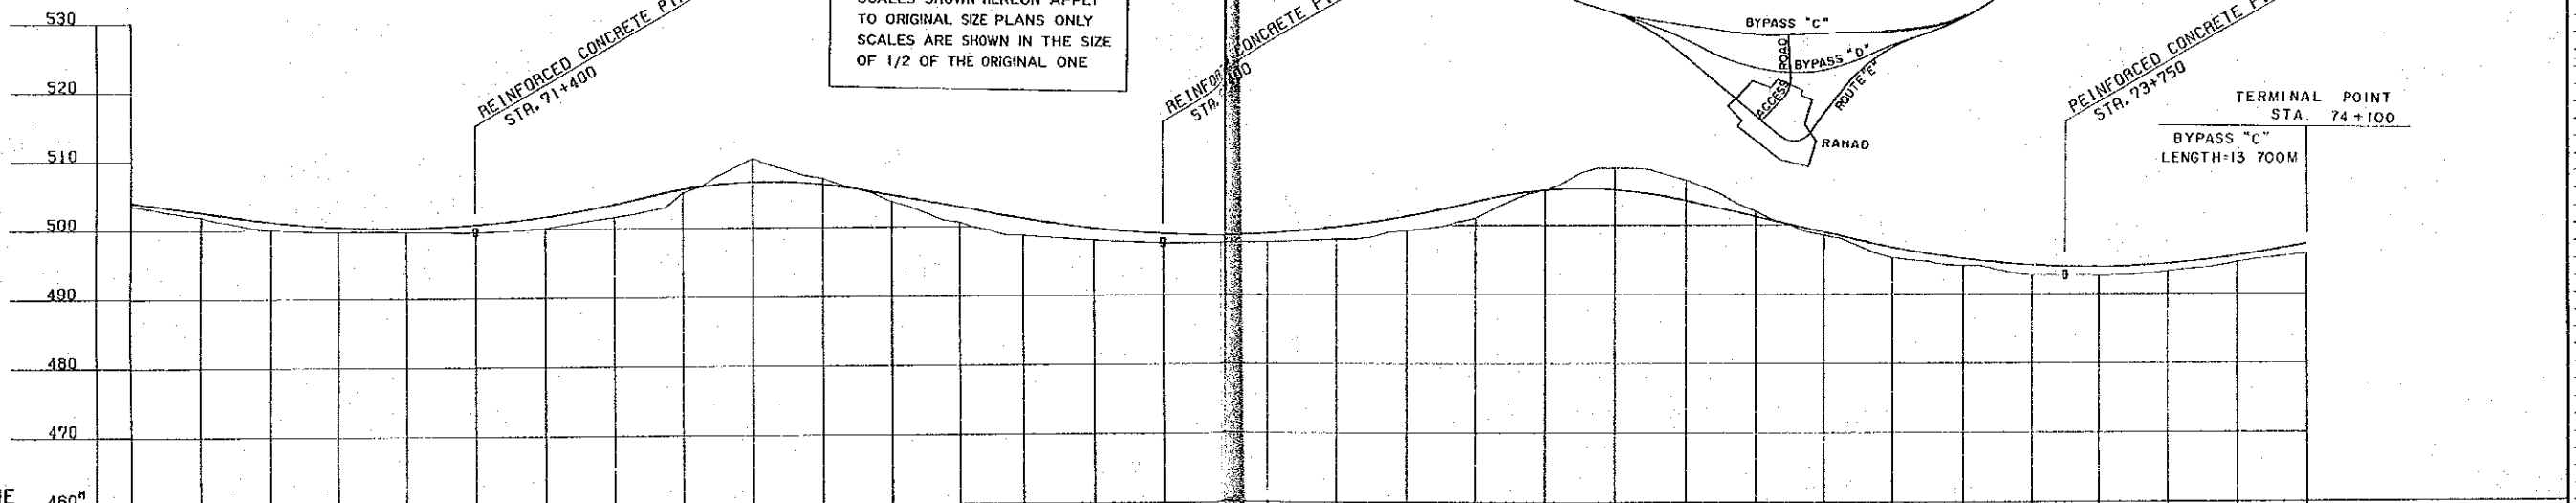 530
520
510
500
490
480
470
460M
REINFORCED CONCRETE
STA. 71+400
SCALES SHOWN HEREON APPLY
TO ORIGINAL SIZE PLANS ONLY
SCALES ARE SHOWN IN THE SIZE
OF 1/2 OF THE ORIGINAL ONE
CONCRETE
STA.
BYPASS "C"
ROAD
BYPASS "D"
ACCESS
ROUTE "E"
RAHAD
REINFORCED CONCRETE
STA. 73+750
TERMINAL POINT
STA. 74+100
BYPASS "C"
LENGTH=13 700M